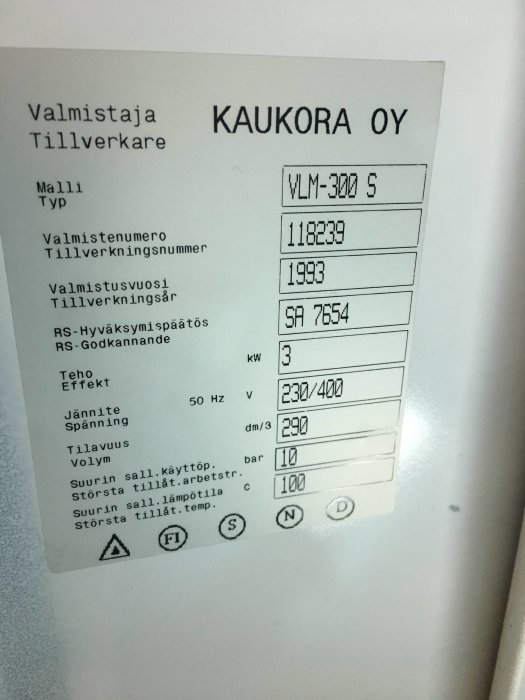 Valmistaja KAUKORA OY
Tillverkare
Malli VLM-300 S
Typ
Valmistenumero 118239
Tillverkningsnummer
Valmistusvuosi 1993
Tillverkningsår
RS-Hyväksymispäätös SA 7654
RS-Godkannande
Teho kW 3
Effekt
Jännite 50 Hz V 230/400
Spänning
Tilavuus dm/3 290
Volym
Suurin sall.käyttöp. bar 10
Största tillåt.arbetstr.
Suurin sall.lämpötila C 100
Största tillåt.temp.
FI S N D